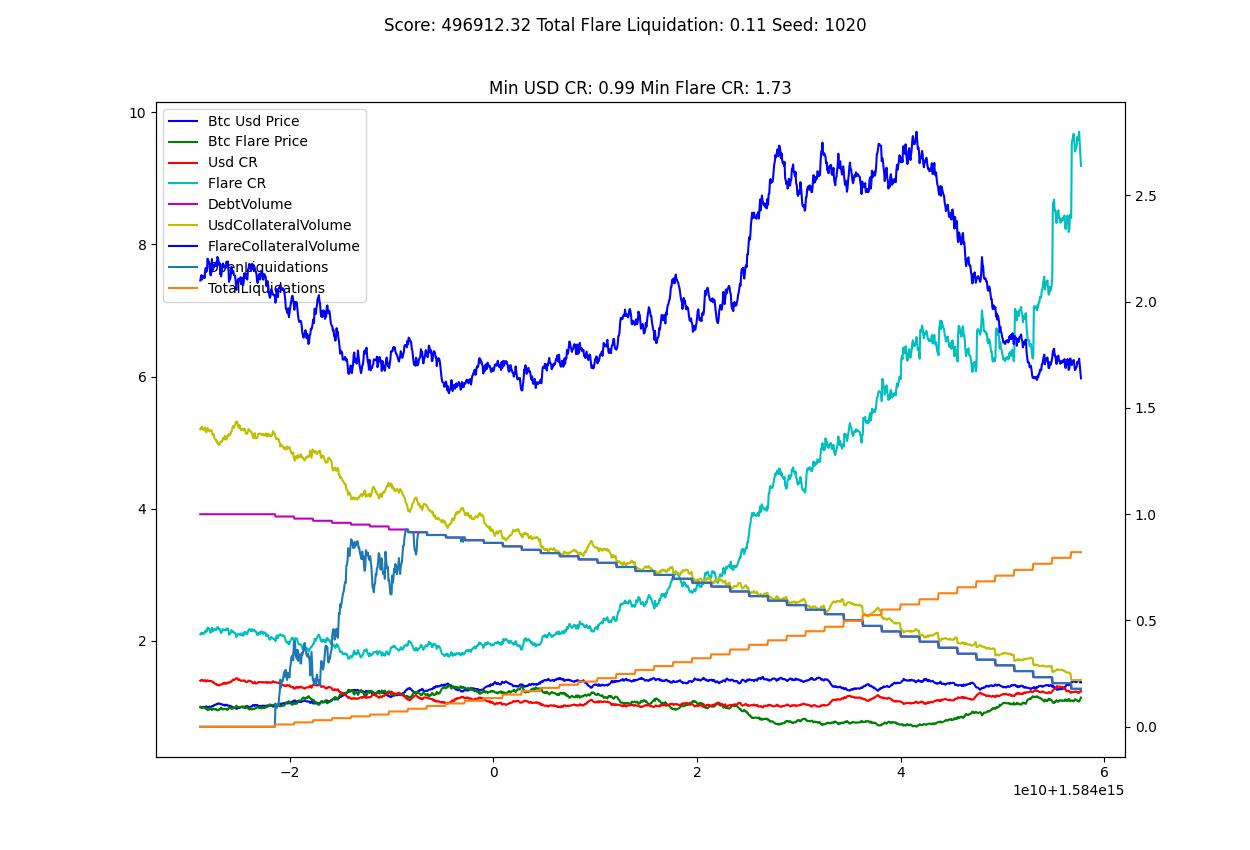 Score: 496912.32 Total Flare Liquidation: 0.11 Seed: 1020
Min USD CR: 0.99 Min Flare CR: 1.73
10
8
6
4
2
Btc Usd Price
Btc Flare Price
Usd CR
Flare CR
DebtVolume
UsdCollateralVolume
FlareCollateralVolume
OpenLiquidations
TotalLiquidations
2.5
2.0
1.5
1.0
0.5
0.0
−2
0
2
4
6
1e10+1.584e15